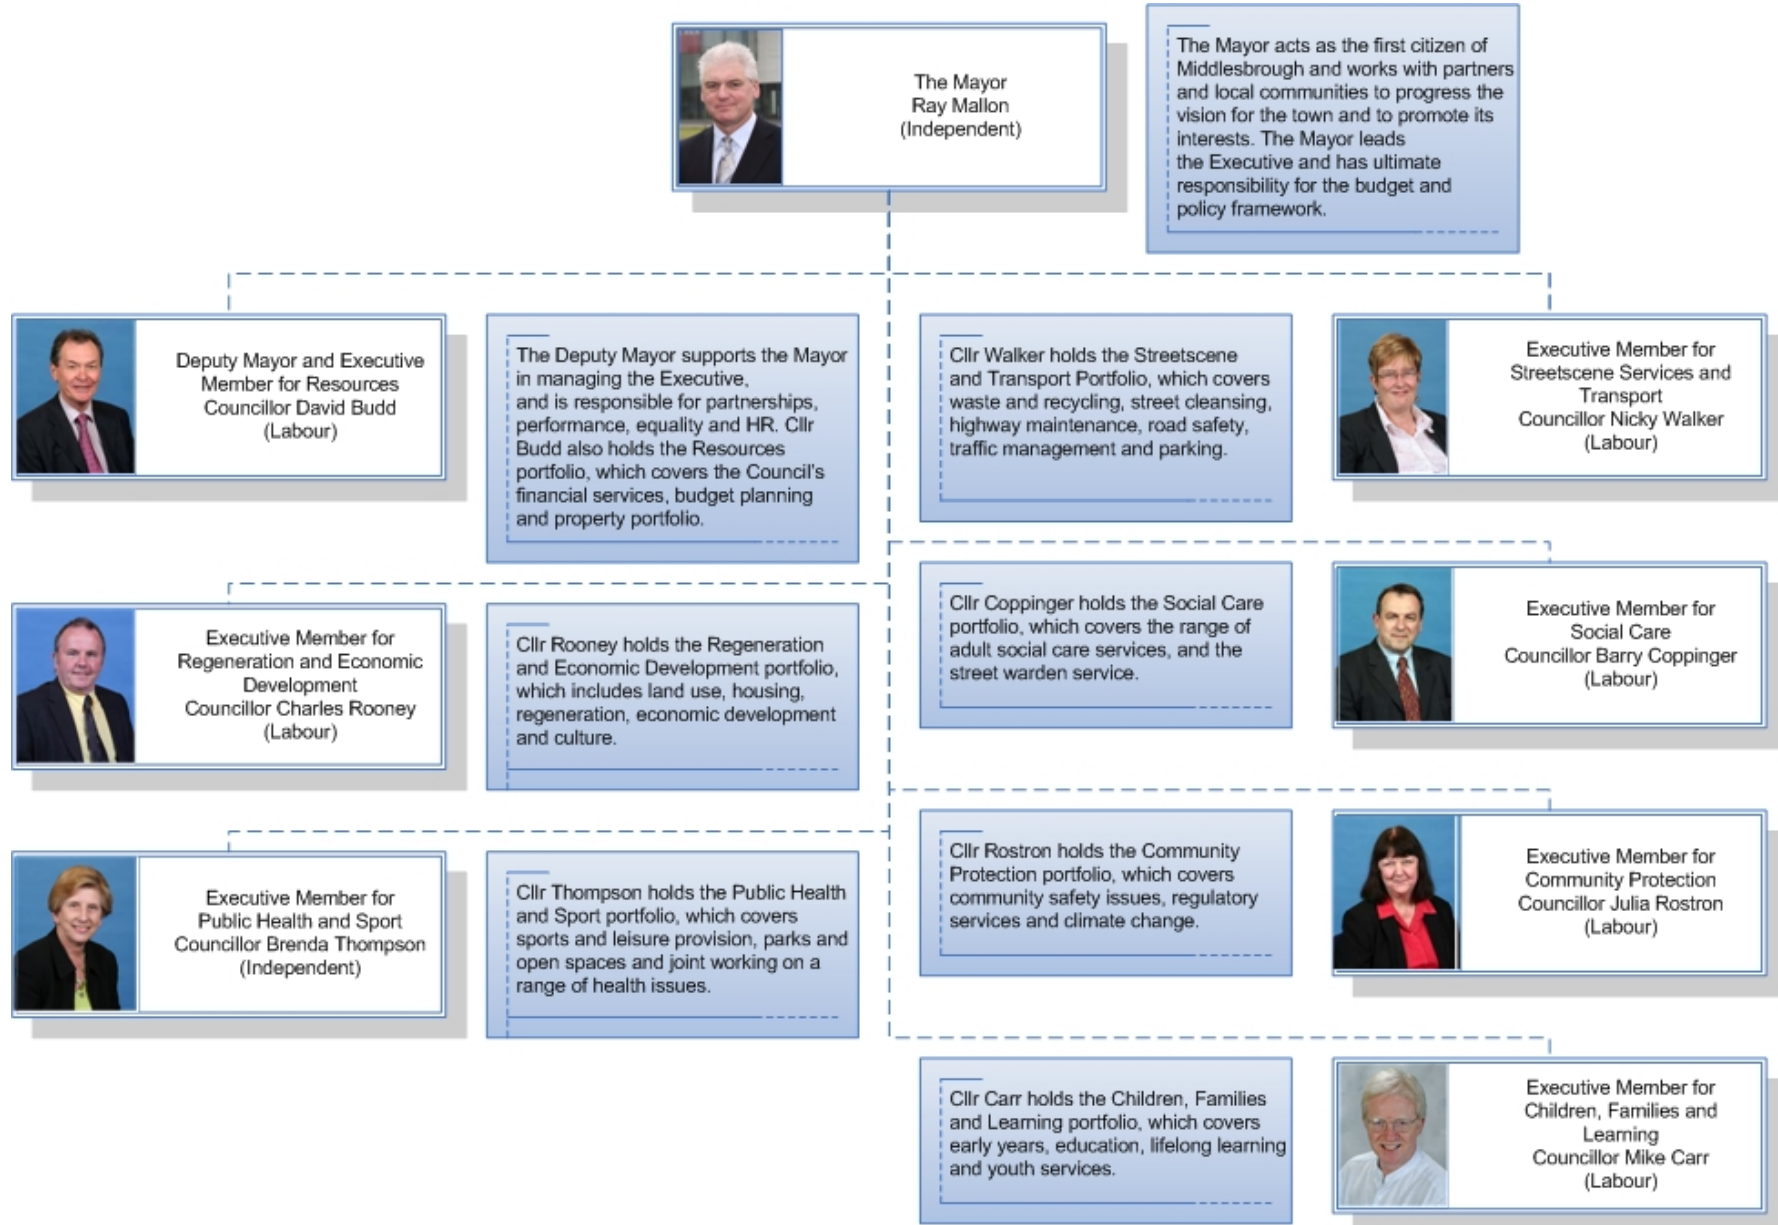 The Mayor
Ray Mallon
(Independent)
The Mayor acts as the first citizen of
Middlesbrough and works with partners
and local communities to progress the
vision for the town and to promote its
interests. The Mayor leads
the Executive and has ultimate
responsibility for the budget and
policy framework.
Deputy Mayor and Executive
Member for Resources
Councillor David Budd
(Labour)
The Deputy Mayor supports the Mayor
in managing the Executive,
and is responsible for partnerships,
performance, equality and HR. Cllr
Budd also holds the Resources
portfolio, which covers the Council's
financial services, budget planning
and property portfolio.
Cllr Walker holds the Streetscene
and Transport Portfolio, which covers
waste and recycling, street cleansing,
highway maintenance, road safety,
traffic management and parking.
Executive Member for
Streetscene Services and
Transport
Councillor Nicky Walker
(Labour)
Executive Member for
Regeneration and Economic
Development
Councillor Charles Rooney
(Labour)
Cllr Rooney holds the Regeneration
and Economic Development portfolio,
which includes land use, housing,
regeneration, economic development
and culture.
Cllr Coppinger holds the Social Care
portfolio, which covers the range of
adult social care services, and the
street warden service.
Executive Member for
Social Care
Councillor Barry Coppinger
(Labour)
Executive Member for
Public Health and Sport
Councillor Brenda Thompson
(Independent)
Cllr Thompson holds the Public Health
and Sport portfolio, which covers
sports and leisure provision, parks and
open spaces and joint working on a
range of health issues.
Cllr Rostron holds the Community
Protection portfolio, which covers
community safety issues, regulatory
services and climate change.
Executive Member for
Community Protection
Councillor Julia Rostron
(Labour)
Cllr Carr holds the Children, Families
and Learning portfolio, which covers
early years, education, lifelong learning
and youth services.
Executive Member for
Children, Families and
Learning
Councillor Mike Carr
(Labour)